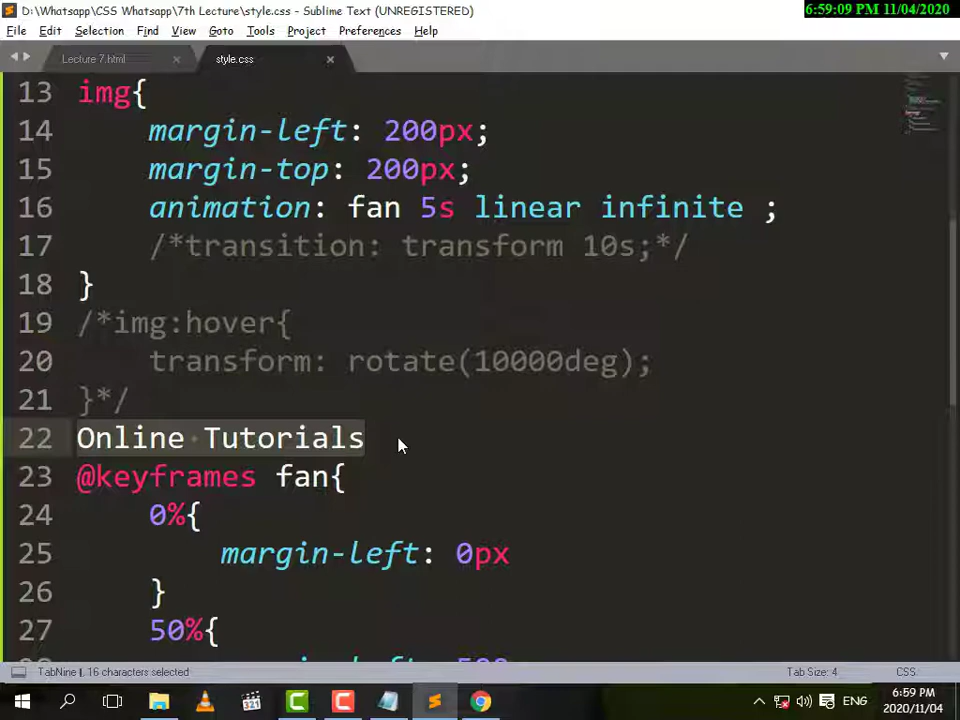 D:\Whatsapp\CSS Whatsapp\7th Lecture\style.css - Sublime Text (UNREGISTERED)
6:59:09 PM 11/04/2020
File Edit Selection Find View Goto Tools Project Preferences Help
Lecture 7.html × style.css ×
13 img{
14 margin-left: 200px;
15 margin-top: 200px;
16 animation: fan 5s linear infinite ;
17 /*transition: transform 10s;*/
18 }
19 /*img:hover{
20 transform: rotate(10000deg);
21 }*/
22 Online Tutorials
23 @keyframes fan{
24 0%{
25 margin-left: 0px
26 }
27 50%{
TabNine |, 16 characters selected Tab Size: 4 CSS
321 ENG 6:59 PM
2020/11/04